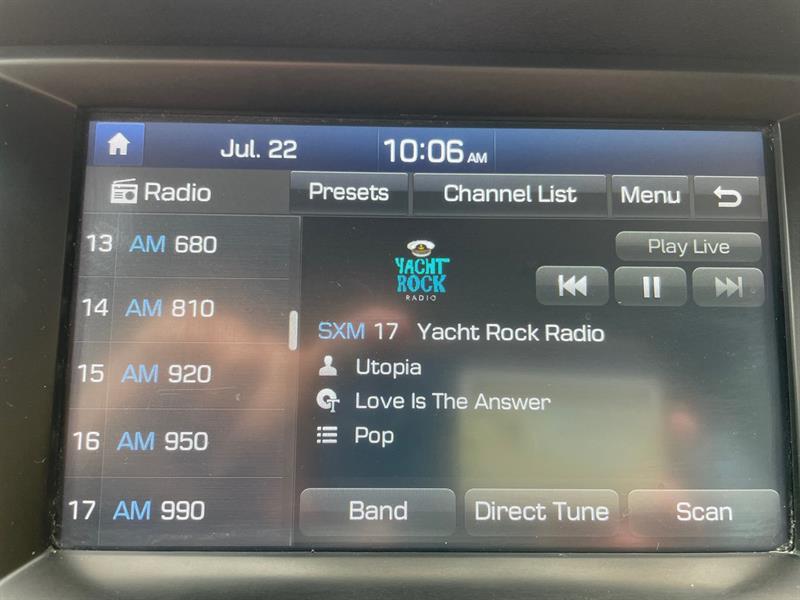 Jul. 22 10:06 AM
Radio Presets Channel List Menu
13 AM 680
14 AM 810
15 AM 920
16 AM 950
17 AM 990
Play Live
YACHT
ROCK
RADIO
SXM 17 Yacht Rock Radio
Utopia
Love Is The Answer
Pop
Band Direct Tune Scan